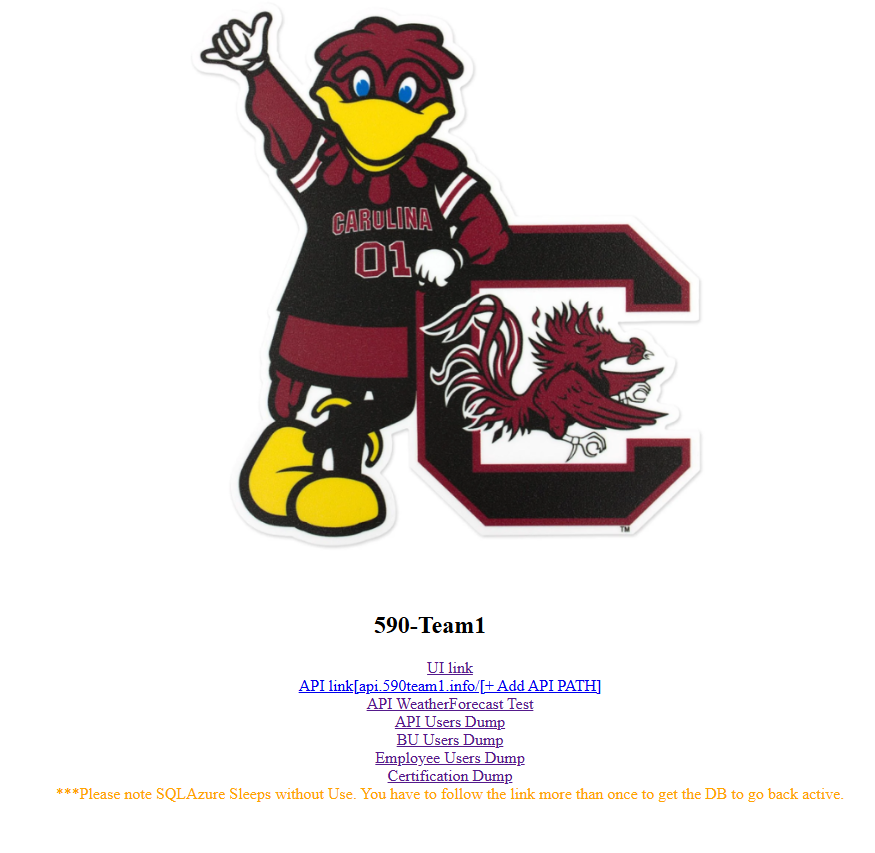 CAROLINA
01
TM
590-Team1
UI link
API link[api.590team1.info/[+ Add API PATH]
API WeatherForecast Test
API Users Dump
BU Users Dump
Employee Users Dump
Certification Dump
***Please note SQLAzure Sleeps without Use. You have to follow the link more than once to get the DB to go back active.